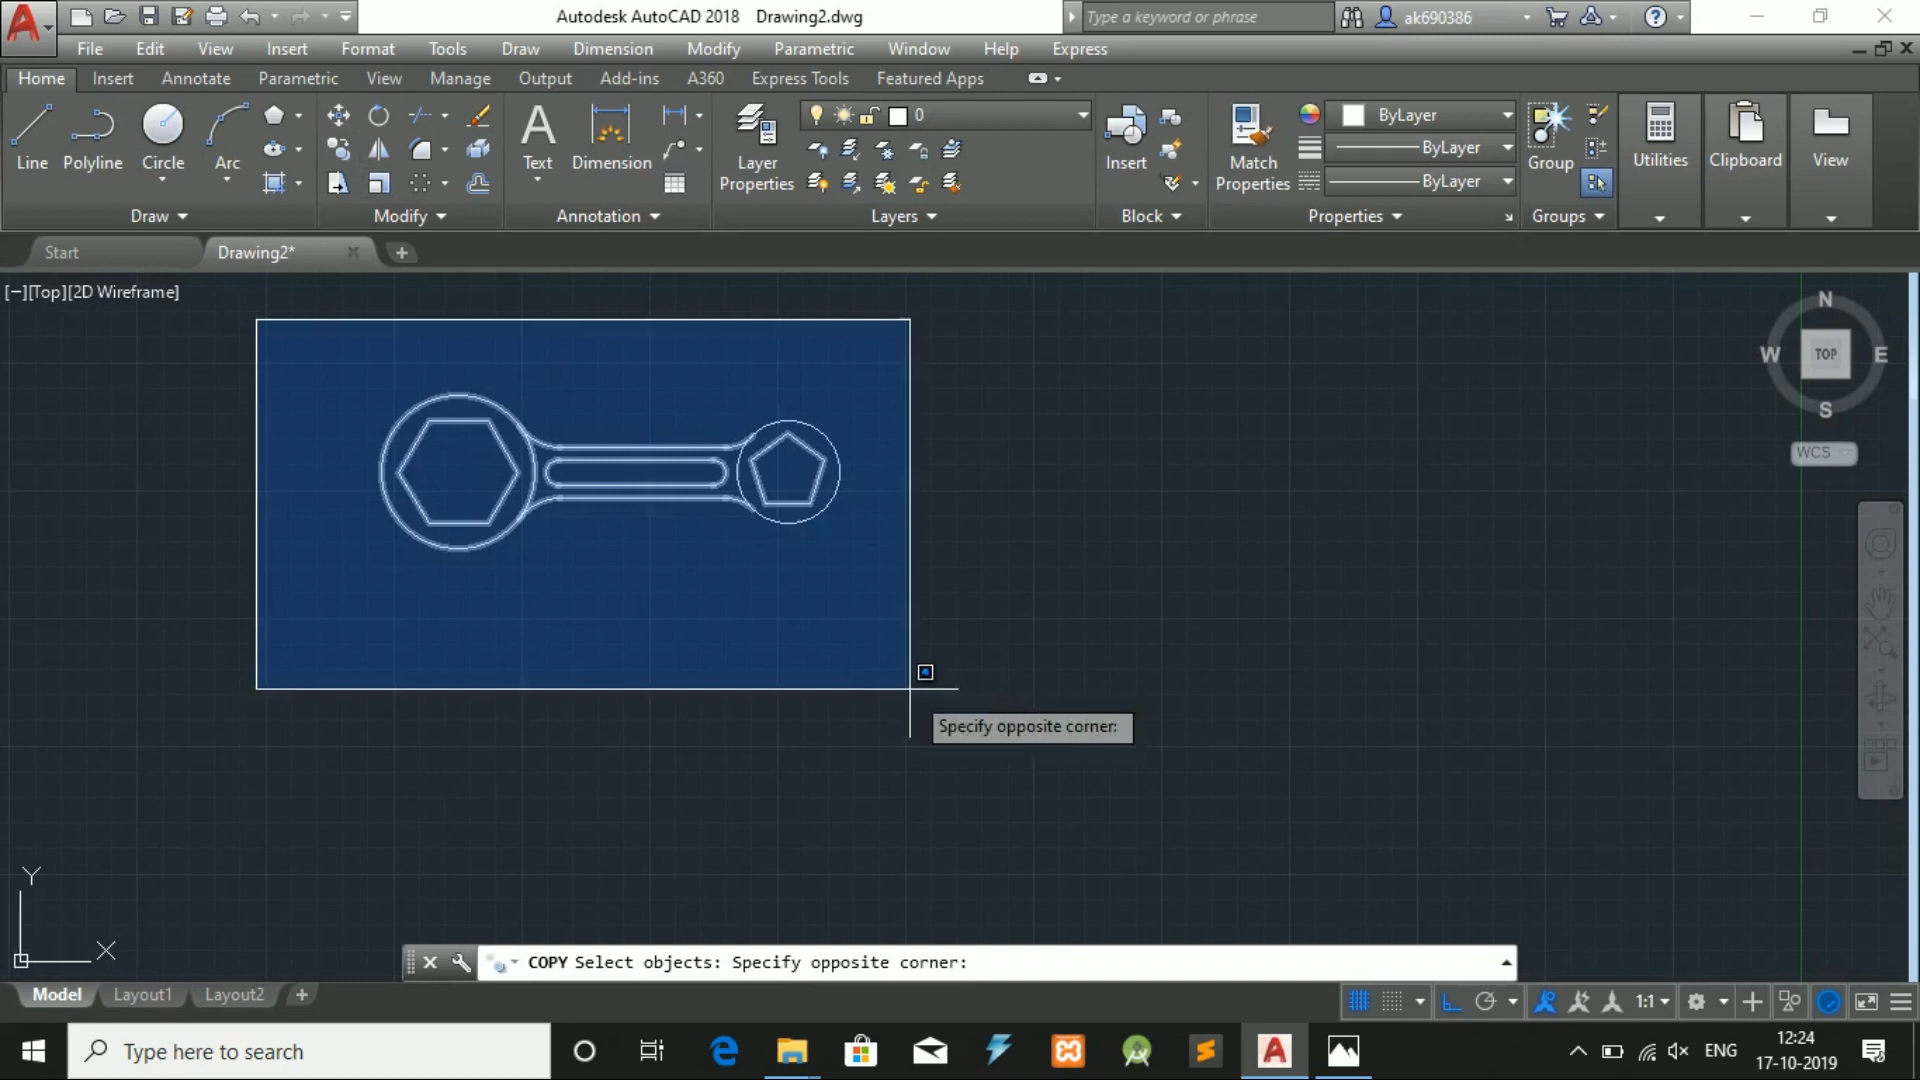 Autodesk AutoCAD 2018 Drawing2.dwg
Type a keyword or phrase
ak690386
File Edit View Insert Format Tools Draw Dimension Modify Parametric Window Help Express
Home Insert Annotate Parametric View Manage Output Add-ins A360 Express Tools Featured Apps
0
ByLayer
ByLayer
ByLayer
Line Polyline Circle Arc
Text Dimension
Layer Properties
Insert
Match Properties
Group
Utilities
Clipboard
View
Draw Modify Annotation Layers Block Properties Groups
Start Drawing2*
[−][Top][2D Wireframe]
N
W TOP E
S
WCS
Specify opposite corner:
Y
X
COPY Select objects: Specify opposite corner:
Model Layout1 Layout2
1:1
Type here to search
ENG
12:24
17-10-2019